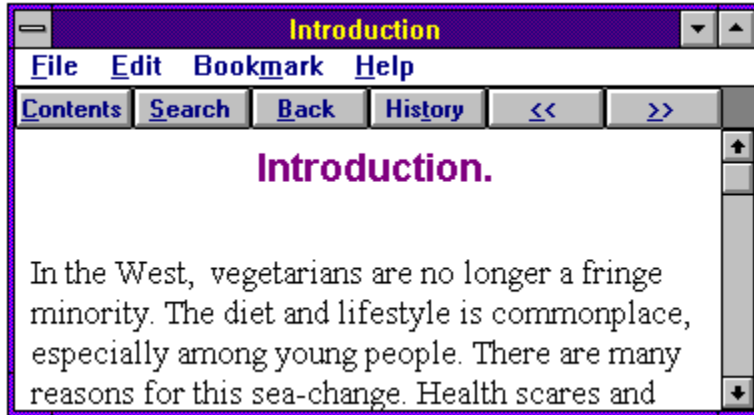 Introduction
File Edit Bookmark Help
Contents Search Back History << >>
Introduction.
In the West,  vegetarians are no longer a fringe
minority. The diet and lifestyle is commonplace,
especially among young people. There are many
reasons for this sea-change. Health scares and